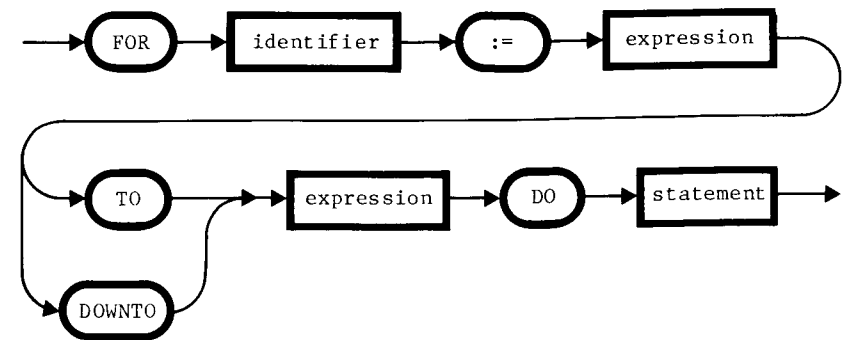 FOR identifier := expression
TO expression DO statement
DOWNTO